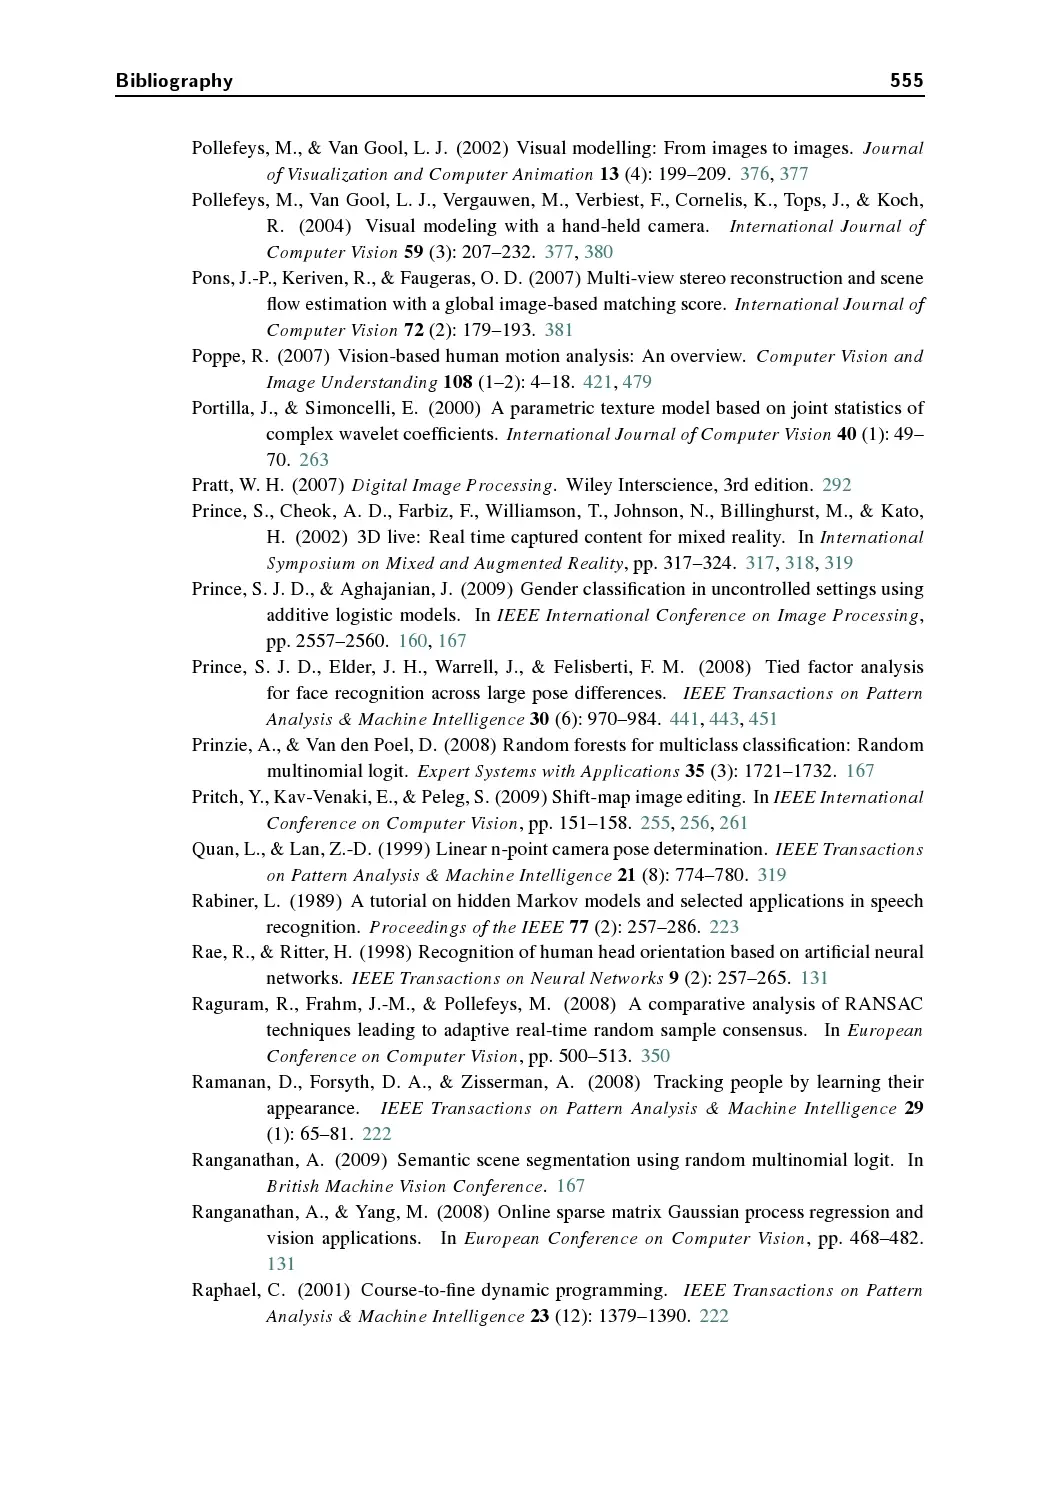 Bibliography 555
Pollefeys, M., & Van Gool, L. J. (2002) Visual modelling: From images to images. Journal
of Visualization and Computer Animation 13 (4): 199–209. 376, 377
Pollefeys, M., Van Gool, L. J., Vergauwen, M., Verbiest, F., Cornelis, K., Tops, J., & Koch,
R. (2004) Visual modeling with a hand-held camera. International Journal of
Computer Vision 59 (3): 207–232. 377, 380
Pons, J.-P., Keriven, R., & Faugeras, O. D. (2007) Multi-view stereo reconstruction and scene
flow estimation with a global image-based matching score. International Journal of
Computer Vision 72 (2): 179–193. 381
Poppe, R. (2007) Vision-based human motion analysis: An overview. Computer Vision and
Image Understanding 108 (1–2): 4–18. 421, 479
Portilla, J., & Simoncelli, E. (2000) A parametric texture model based on joint statistics of
complex wavelet coefficients. International Journal of Computer Vision 40 (1): 49–
70. 263
Pratt, W. H. (2007) Digital Image Processing. Wiley Interscience, 3rd edition. 292
Prince, S., Cheok, A. D., Farbiz, F., Williamson, T., Johnson, N., Billinghurst, M., & Kato,
H. (2002) 3D live: Real time captured content for mixed reality. In International
Symposium on Mixed and Augmented Reality, pp. 317–324. 317, 318, 319
Prince, S. J. D., & Aghajanian, J. (2009) Gender classification in uncontrolled settings using
additive logistic models. In IEEE International Conference on Image Processing,
pp. 2557–2560. 160, 167
Prince, S. J. D., Elder, J. H., Warrell, J., & Felisberti, F. M. (2008) Tied factor analysis
for face recognition across large pose differences. IEEE Transactions on Pattern
Analysis & Machine Intelligence 30 (6): 970–984. 441, 443, 451
Prinzie, A., & Van den Poel, D. (2008) Random forests for multiclass classification: Random
multinomial logit. Expert Systems with Applications 35 (3): 1721–1732. 167
Pritch, Y., Kav-Venaki, E., & Peleg, S. (2009) Shift-map image editing. In IEEE International
Conference on Computer Vision, pp. 151–158. 255, 256, 261
Quan, L., & Lan, Z.-D. (1999) Linear n-point camera pose determination. IEEE Transactions
on Pattern Analysis & Machine Intelligence 21 (8): 774–780. 319
Rabiner, L. (1989) A tutorial on hidden Markov models and selected applications in speech
recognition. Proceedings of the IEEE 77 (2): 257–286. 223
Rae, R., & Ritter, H. (1998) Recognition of human head orientation based on artificial neural
networks. IEEE Transactions on Neural Networks 9 (2): 257–265. 131
Raguram, R., Frahm, J.-M., & Pollefeys, M. (2008) A comparative analysis of RANSAC
techniques leading to adaptive real-time random sample consensus. In European
Conference on Computer Vision, pp. 500–513. 350
Ramanan, D., Forsyth, D. A., & Zisserman, A. (2008) Tracking people by learning their
appearance. IEEE Transactions on Pattern Analysis & Machine Intelligence 29
(1): 65–81. 222
Ranganathan, A. (2009) Semantic scene segmentation using random multinomial logit. In
British Machine Vision Conference. 167
Ranganathan, A., & Yang, M. (2008) Online sparse matrix Gaussian process regression and
vision applications. In European Conference on Computer Vision, pp. 468–482.
131
Raphael, C. (2001) Course-to-fine dynamic programming. IEEE Transactions on Pattern
Analysis & Machine Intelligence 23 (12): 1379–1390. 222